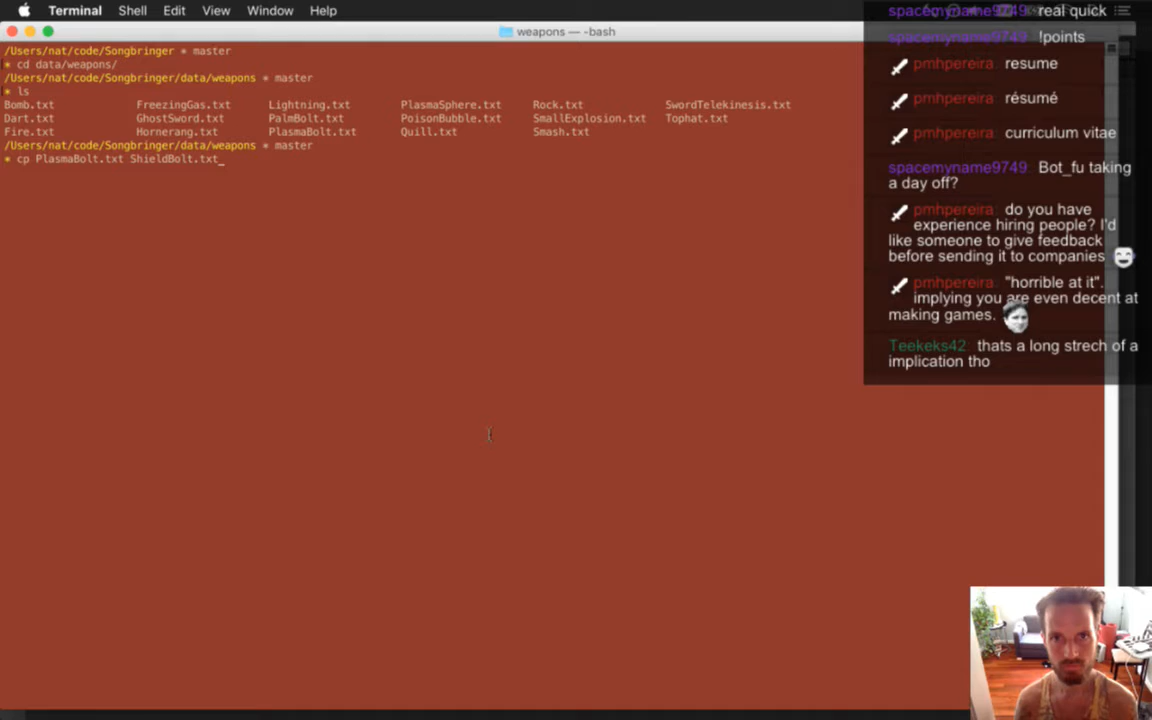 Terminal Shell Edit View Window Help
weapons — -bash
/Users/nat/code/Songbringer * master
* cd data/weapons/
/Users/nat/code/Songbringer/data/weapons * master
* ls
Bomb.txt FreezingGas.txt Lightning.txt PlasmaSphere.txt Rock.txt SwordTelekinesis.txt
Dart.txt GhostSword.txt PalmBolt.txt PoisonBubble.txt SmallExplosion.txt Tophat.txt
Fire.txt Hornerang.txt PlasmaBolt.txt Quill.txt Smash.txt
/Users/nat/code/Songbringer/data/weapons * master
* cp PlasmaBolt.txt ShieldBolt.txt_
spacemyname9749: real quick
spacemyname9749: !points
pmhpereira: resume
pmhpereira: résumé
pmhpereira: curriculum vitae
spacemyname9749: Bot_fu taking
a day off?
pmhpereira: do you have
experience hiring people? I'd
like someone to give feedback
before sending it to companies
pmhpereira: "horrible at it".
implying you are even decent at
making games.
Teekeks42: thats a long strech of a
implication tho